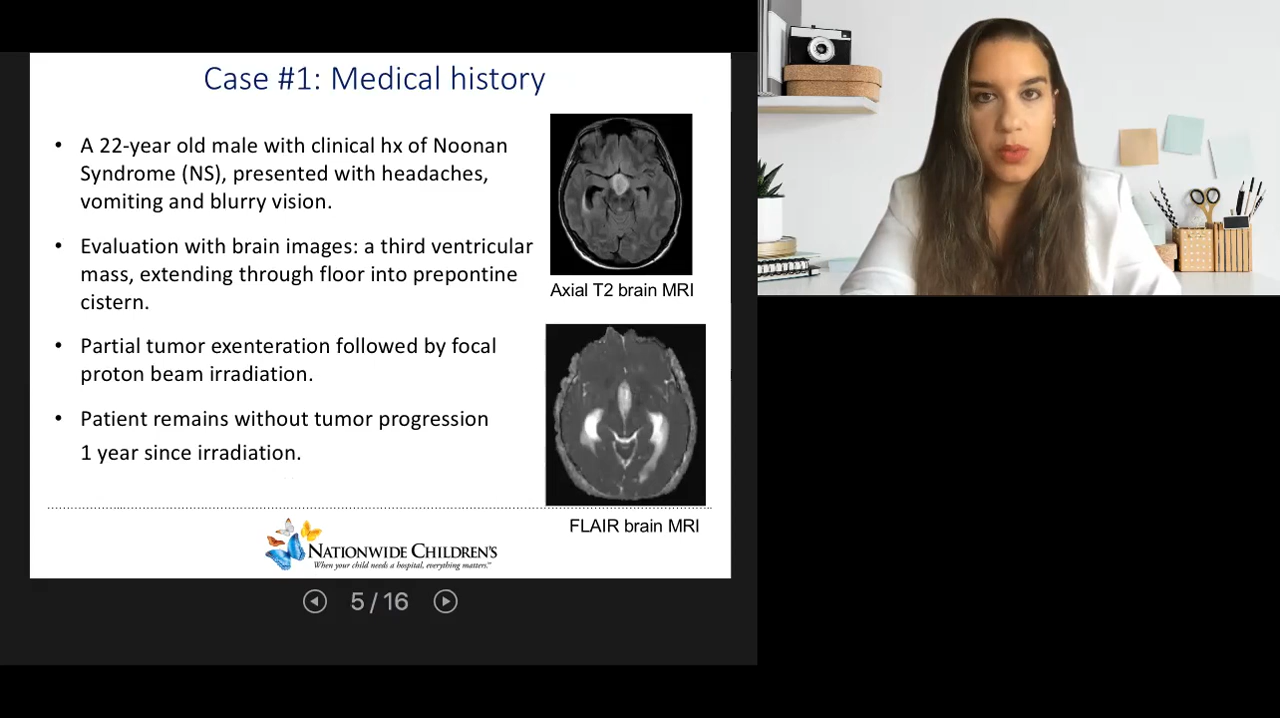 Case #1: Medical history
• A 22-year old male with clinical hx of Noonan
Syndrome (NS), presented with headaches,
vomiting and blurry vision.
• Evaluation with brain images: a third ventricular
mass, extending through floor into prepontine
cistern.
• Partial tumor exenteration followed by focal
proton beam irradiation.
• Patient remains without tumor progression
1 year since irradiation.
Axial T2 brain MRI
FLAIR brain MRI
NATIONWIDE CHILDREN'S
When your child needs a hospital, everything matters.™
5 / 16